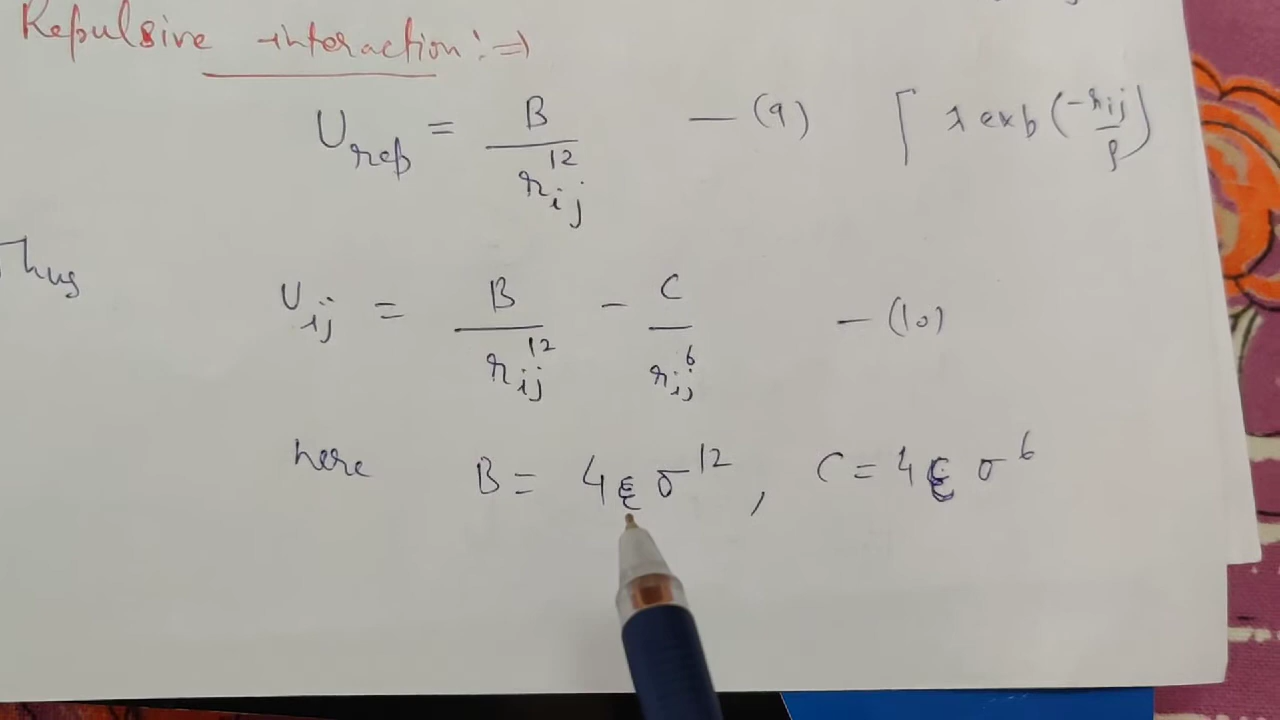 Repulsive interaction :⇒
U_rep = B / r_ij^12 — (9) [ λ exp(-r_ij / ρ)
Thus
U_ij = B / r_ij^12 - C / r_ij^6 — (10)
here B = 4 ε σ^12 , C = 4 ε σ^6